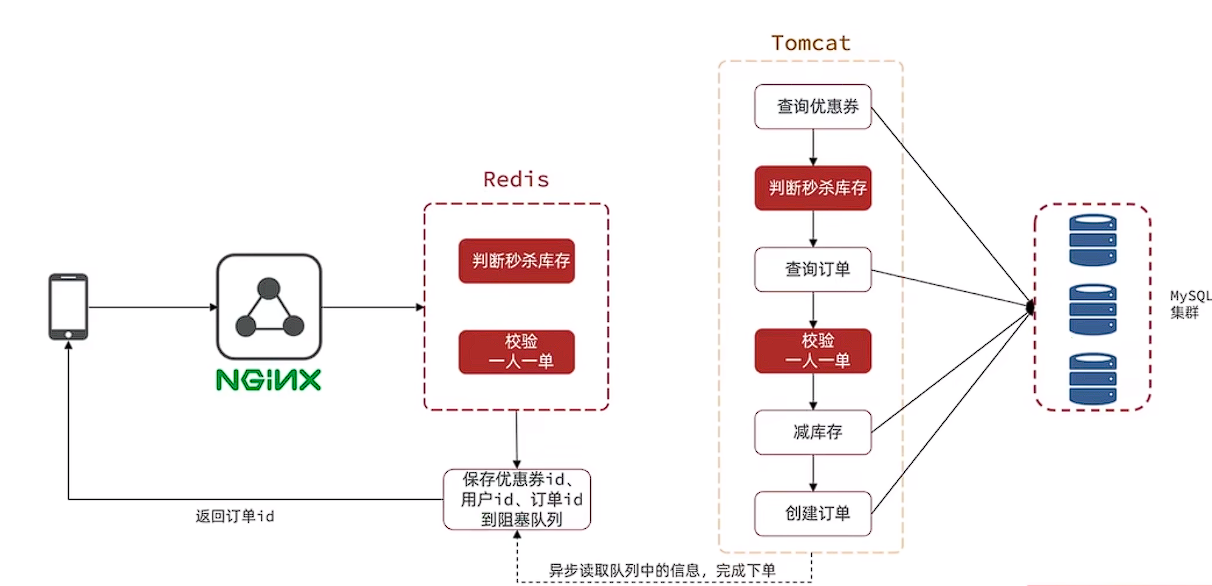 Tomcat
查询优惠券
判断秒杀库存
查询订单
校验
一人一单
减库存
创建订单
Redis
判断秒杀库存
校验
一人一单
NGiNX
保存优惠券id、
用户id、订单id
到阻塞队列
返回订单id
异步读取队列中的信息，完成下单
MySQL
集群